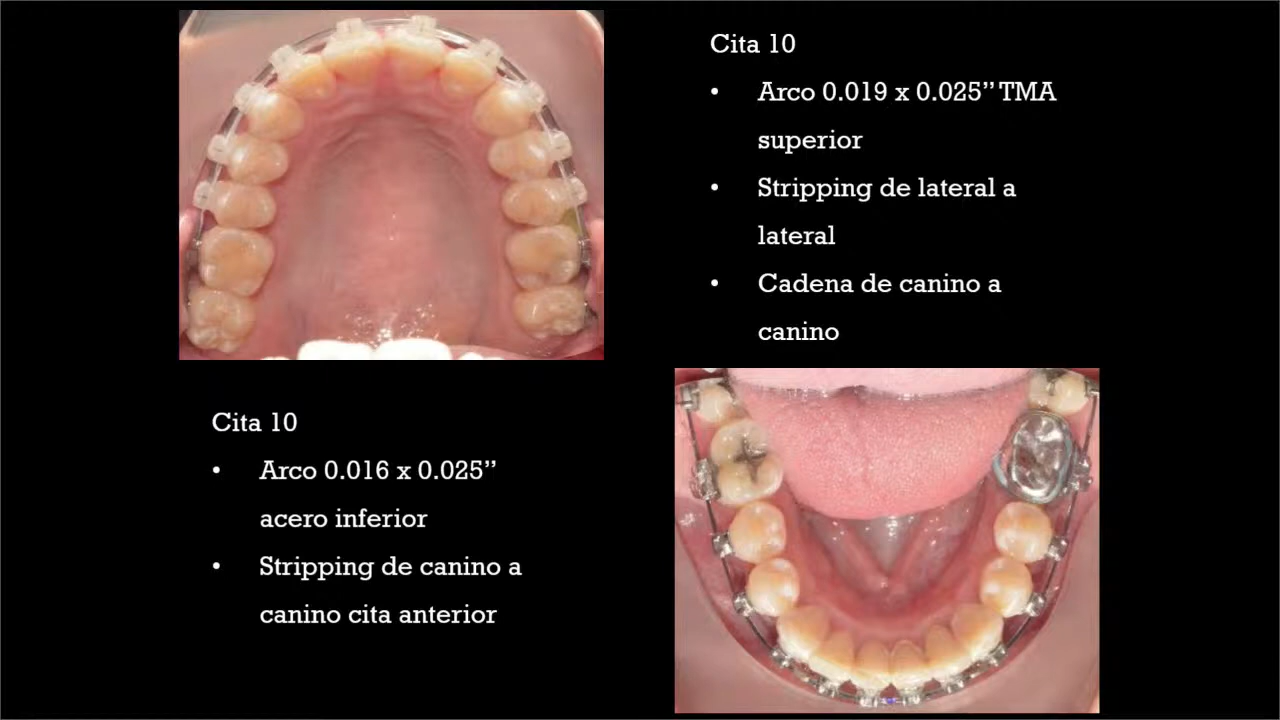 Cita 10
• Arco 0.019 x 0.025” TMA
superior
• Stripping de lateral a
lateral
• Cadena de canino a
canino
Cita 10
• Arco 0.016 x 0.025”
acero inferior
• Stripping de canino a
canino cita anterior